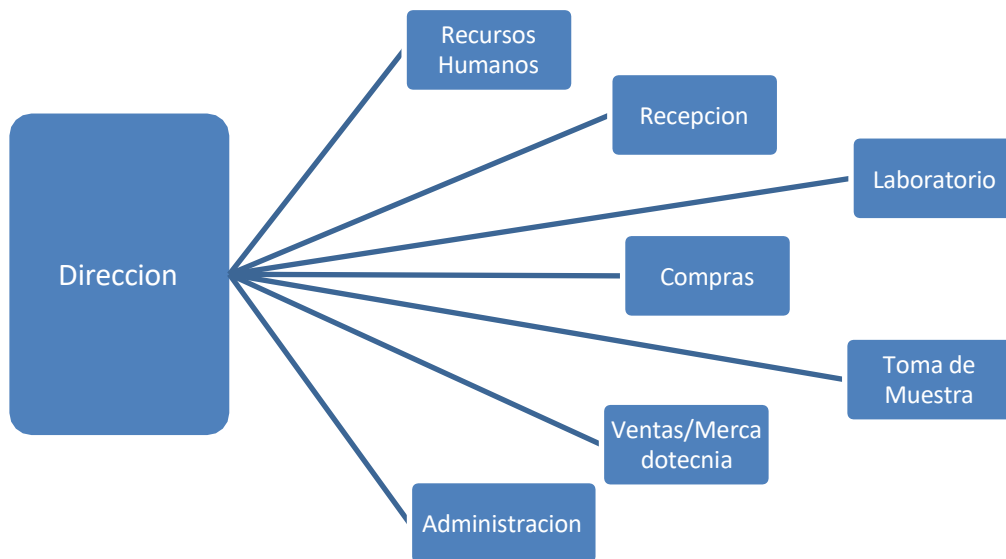 Recursos
Humanos
Recepcion
Laboratorio
Direccion
Compras
Toma de
Muestra
Ventas/Merca
dotecnia
Administracion